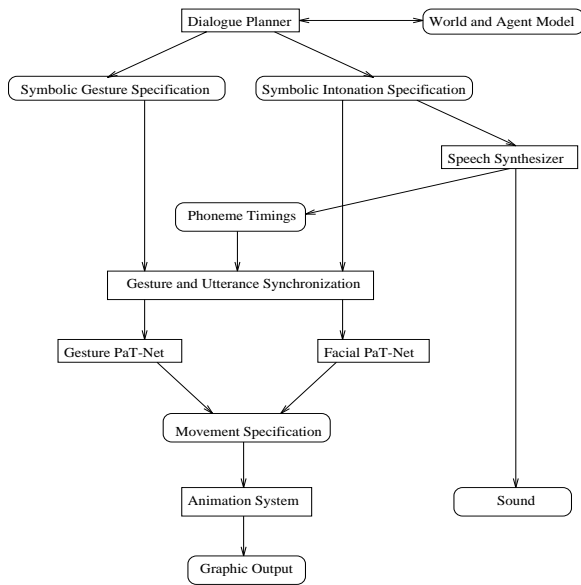 Dialogue Planner
World and Agent Model
Symbolic Gesture Specification
Symbolic Intonation Specification
Speech Synthesizer
Phoneme Timings
Gesture and Utterance Synchronization
Gesture PaT-Net
Facial PaT-Net
Movement Specification
Animation System
Sound
Graphic Output